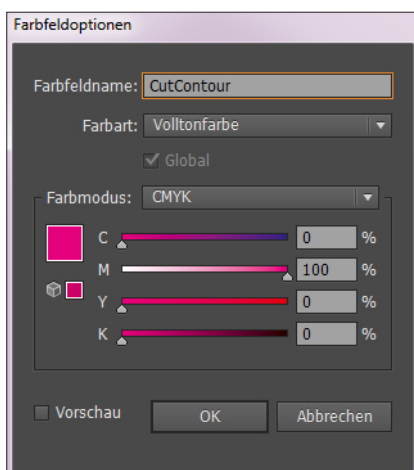 Farbfeldoptionen
Farbfeldname: CutContour
Farbart: Volltonfarbe
Global
Farbmodus: CMYK
C 0 %
M 100 %
Y 0 %
K 0 %
Vorschau OK Abbrechen